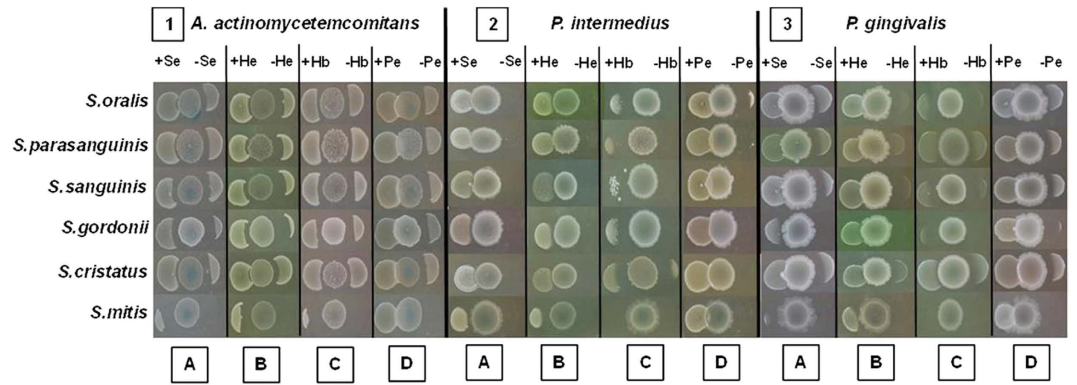 1 A. actinomycetemcomitans 2 P. intermedius 3 P. gingivalis
+Se -Se +He -He +Hb -Hb +Pe -Pe +Se -Se +He -He +Hb -Hb +Pe -Pe +Se -Se +He -He +Hb -Hb +Pe -Pe
S.oralis
S.parasanguinis
S.sanguinis
S.gordonii
S.cristatus
S.mitis
A B C D A B C D A B C D